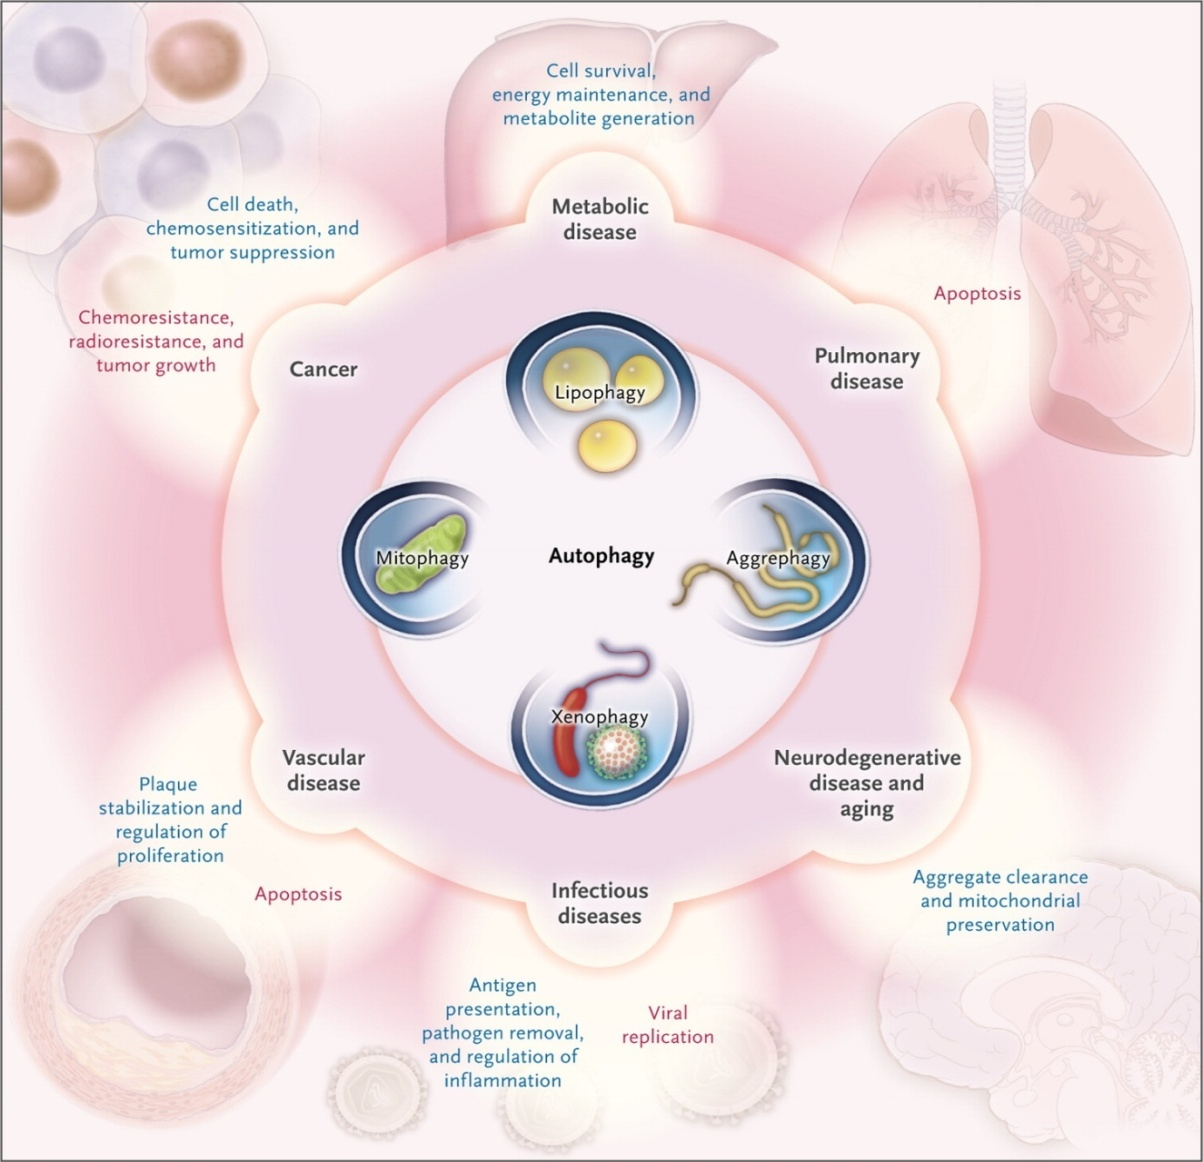 Cell survival,
energy maintenance, and
metabolite generation
Metabolic
disease
Cell death,
chemosensitization, and
tumor suppression
Chemoresistance,
radioresistance, and
tumor growth
Cancer
Apoptosis
Pulmonary
disease
Lipophagy
Mitophagy
Autophagy
Aggrephagy
Xenophagy
Vascular
disease
Plaque
stabilization and
regulation of
proliferation
Apoptosis
Neurodegenerative
disease and
aging
Aggregate clearance
and mitochondrial
preservation
Infectious
diseases
Antigen
presentation,
pathogen removal,
and regulation of
inflammation
Viral
replication